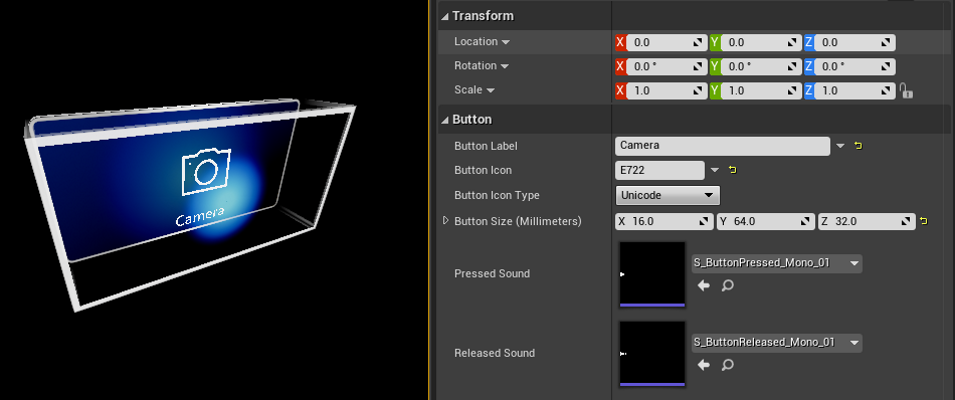 Camera
Transform
Location
X 0.0 Y 0.0 Z 0.0
Rotation
X 0.0 ° Y 0.0 ° Z 0.0 °
Scale
X 1.0 Y 1.0 Z 1.0
Button
Button Label
Camera
Button Icon
E722
Button Icon Type
Unicode
Button Size (Millimeters)
X 16.0 Y 64.0 Z 32.0
Pressed Sound
S_ButtonPressed_Mono_01
Released Sound
S_ButtonReleased_Mono_01